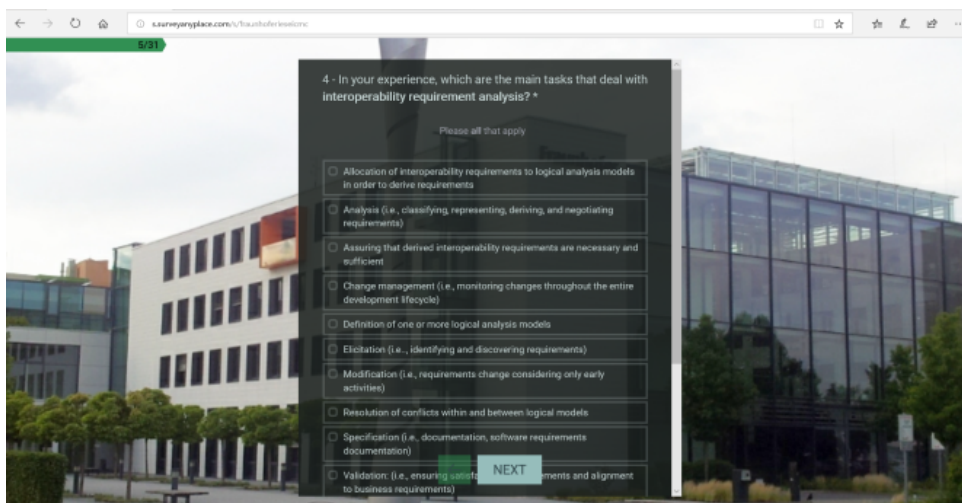 s.surveyanyplace.com/s/fraunhoferieseicmc
5/31
4 - In your experience, which are the main tasks that deal with
interoperability requirement analysis? *
Please all that apply
Allocation of interoperability requirements to logical analysis models
in order to derive requirements
Analysis (i.e., classifying, representing, deriving, and negotiating
requirements)
Assuring that derived interoperability requirements are necessary and
sufficient
Change management (i.e., monitoring changes throughout the entire
development lifecycle)
Definition of one or more logical analysis models
Elicitation (i.e., identifying and discovering requirements)
Modification (i.e., requirements change considering only early
activities)
Resolution of conflicts within and between logical models
Specification (i.e., documentation, software requirements
documentation)
NEXT
Validation: (i.e., ensuring and alignment
to business requirements)